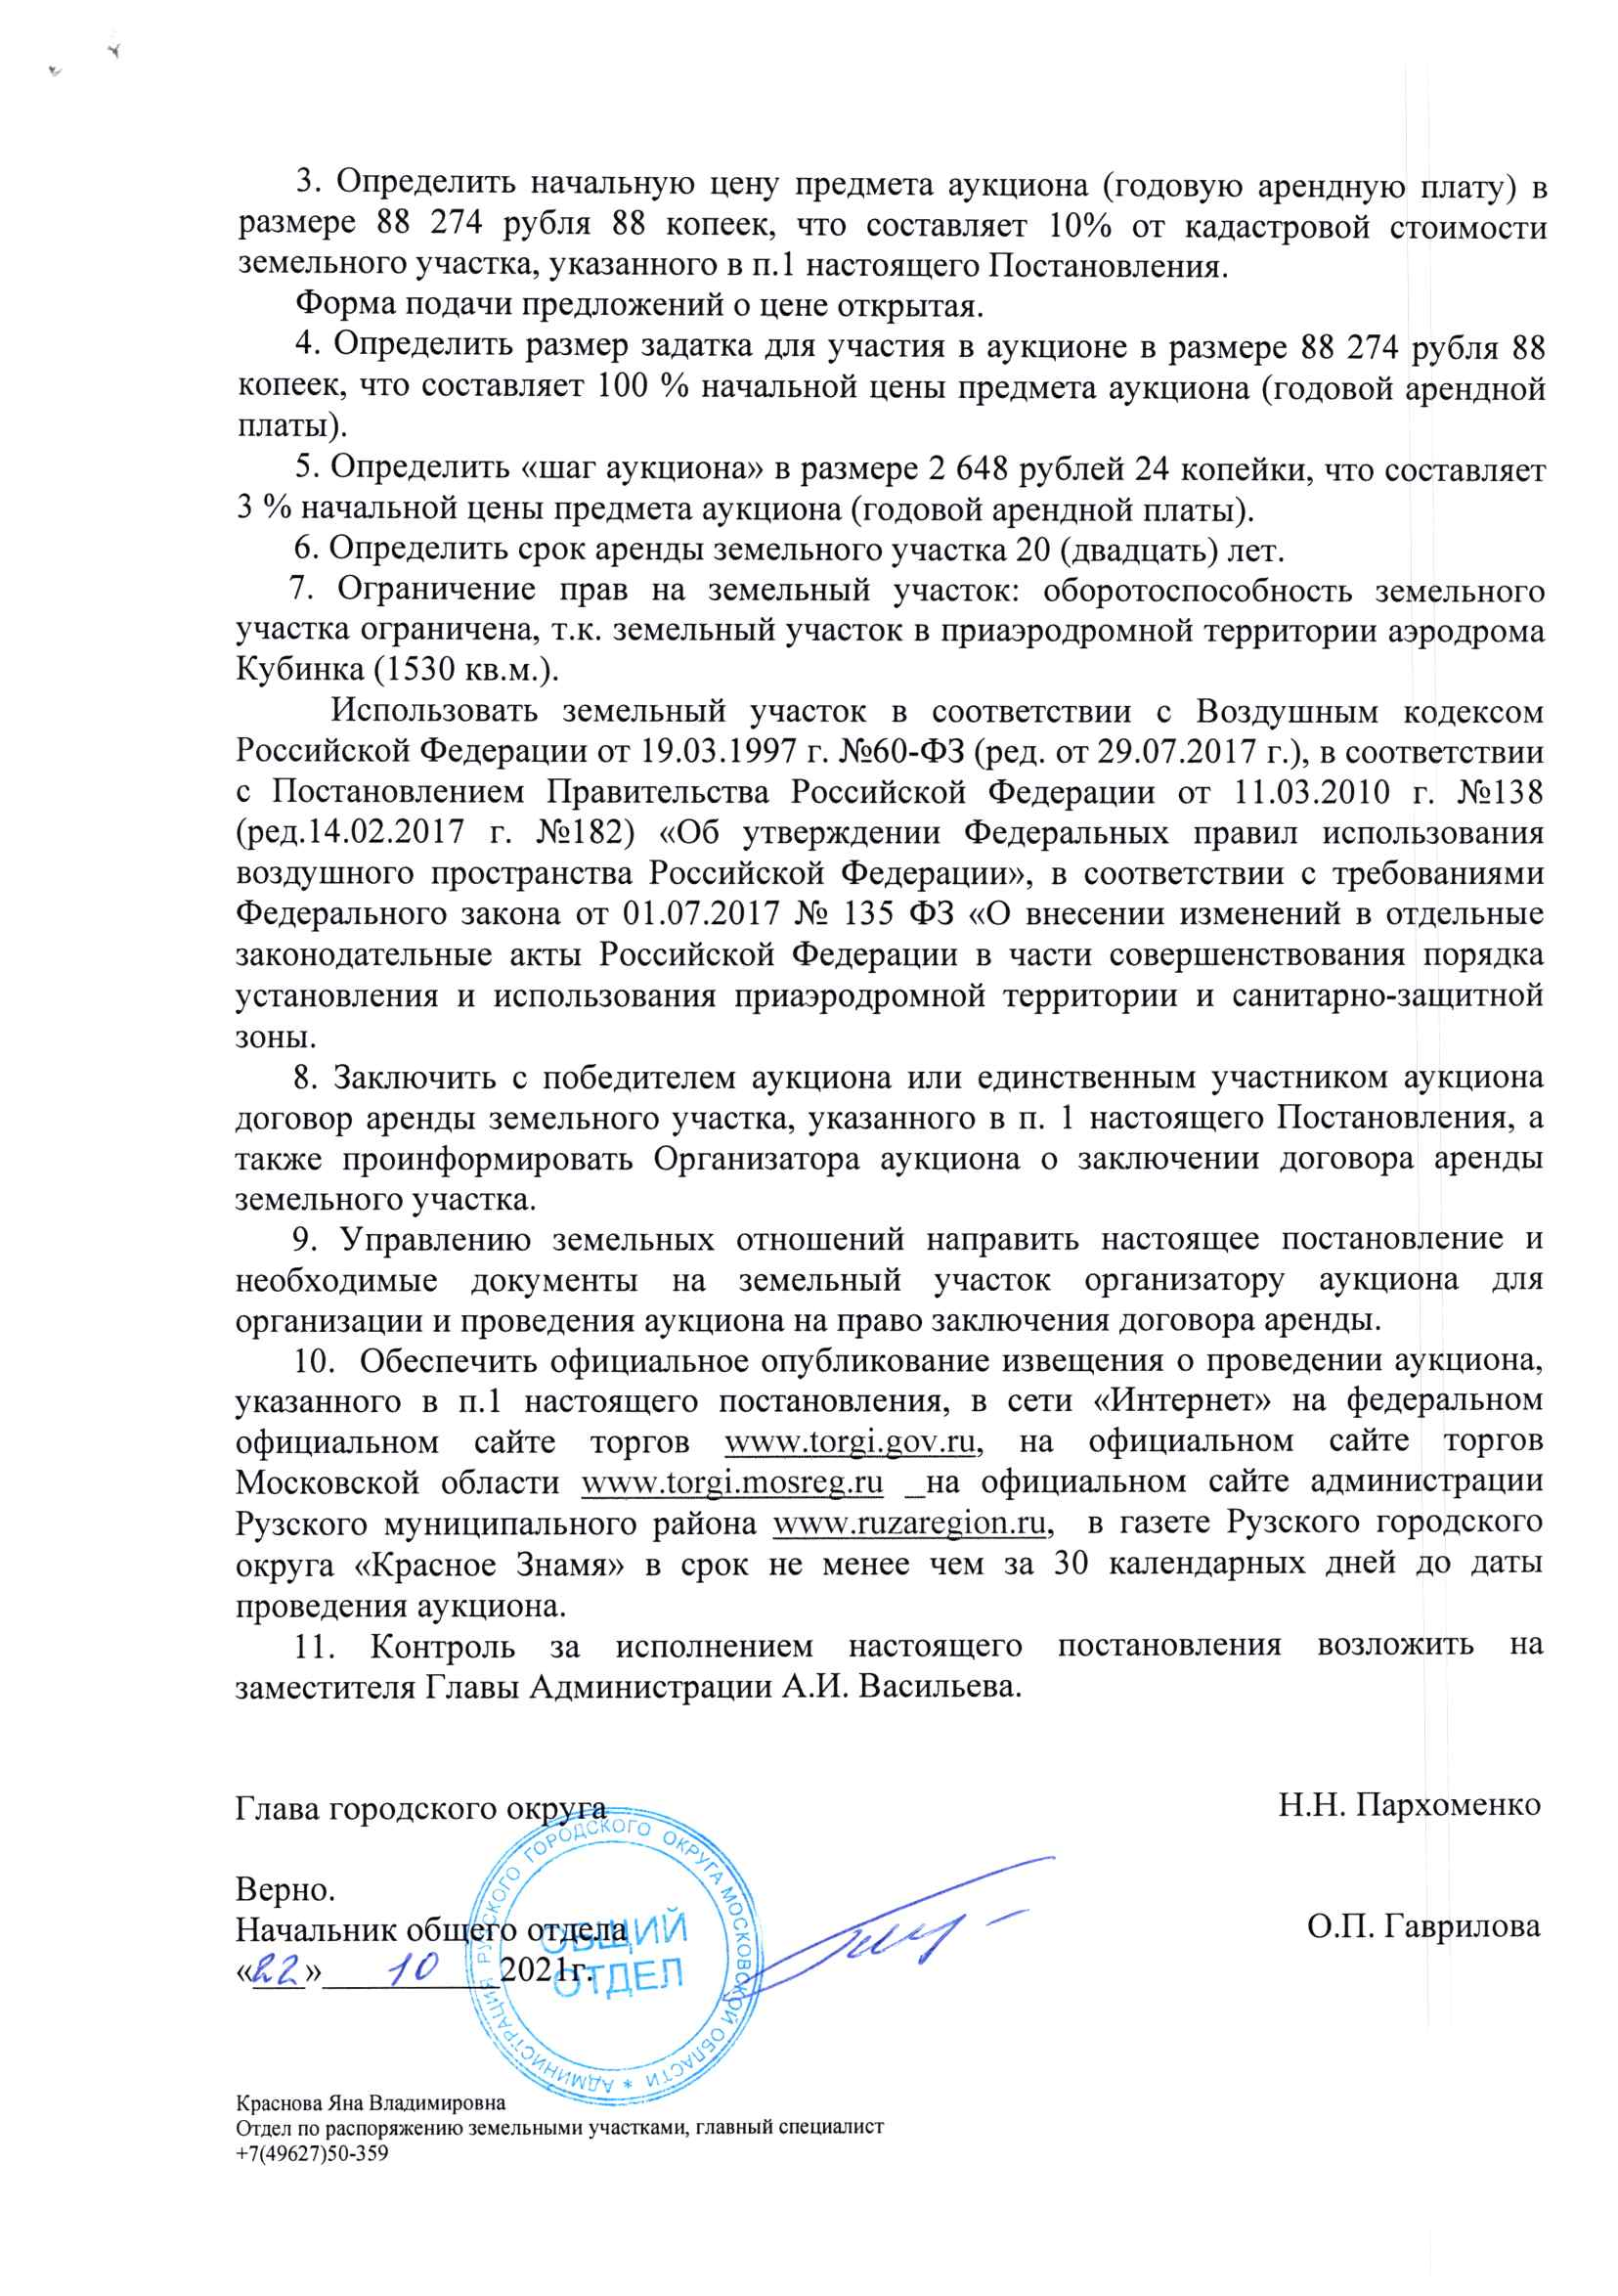 3. Определить начальную цену предмета аукциона (годовую арендную плату) в
размере 88 274 рубля 88 копеек, что составляет 10% от кадастровой стоимости
земельного участка, указанного в п.1 настоящего Постановления.
Форма подачи предложений о цене открытая.
4. Определить размер задатка для участия в аукционе в размере 88 274 рубля 88
копеек, что составляет 100 % начальной цены предмета аукциона (годовой арендной
платы).
5. Определить «шаг аукциона» в размере 2 648 рублей 24 копейки, что составляет
3 % начальной цены предмета аукциона (годовой арендной платы).
6. Определить срок аренды земельного участка 20 (двадцать) лет.
7. Ограничение прав на земельный участок: оборотоспособность земельного
участка ограничена, т.к. земельный участок в приаэродромной территории аэродрома
Кубинка (1530 кв.м.).
Использовать земельный участок в соответствии с Воздушным кодексом
Российской Федерации от 19.03.1997 г. №60-ФЗ (ред. от 29.07.2017 г.), в соответствии
с Постановлением Правительства Российской Федерации от 11.03.2010 г. №138
(ред.14.02.2017 г. №182) «Об утверждении Федеральных правил использования
воздушного пространства Российской Федерации», в соответствии с требованиями
Федерального закона от 01.07.2017 № 135 ФЗ «О внесении изменений в отдельные
законодательные акты Российской Федерации в части совершенствования порядка
установления и использования приаэродромной территории и санитарно-защитной
зоны.
8. Заключить с победителем аукциона или единственным участником аукциона
договор аренды земельного участка, указанного в п. 1 настоящего Постановления, а
также проинформировать Организатора аукциона о заключении договора аренды
земельного участка.
9. Управлению земельных отношений направить настоящее постановление и
необходимые документы на земельный участок организатору аукциона для
организации и проведения аукциона на право заключения договора аренды.
10. Обеспечить официальное опубликование извещения о проведении аукциона,
указанного в п.1 настоящего постановления, в сети «Интернет» на федеральном
официальном сайте торгов www.torgi.gov.ru, на официальном сайте торгов
Московской области www.torgi.mosreg.ru _на официальном сайте администрации
Рузского муниципального района www.ruzaregion.ru, в газете Рузского городского
округа «Красное Знамя» в срок не менее чем за 30 календарных дней до даты
проведения аукциона.
11. Контроль за исполнением настоящего постановления возложить на
заместителя Главы Администрации А.И. Васильева.
Глава городского округа Н.Н. Пархоменко
Верно.
Начальник общего отдела О.П. Гаврилова
«22» 10 2021г.
АДМИНИСТРАЦИЯ РУЗСКОГО ГОРОДСКОГО ОКРУГА МОСКОВСКОЙ ОБЛАСТИ *
ОБЩИЙ
ОТДЕЛ
Краснова Яна Владимировна
Отдел по распоряжению земельными участками, главный специалист
+7(49627)50-359